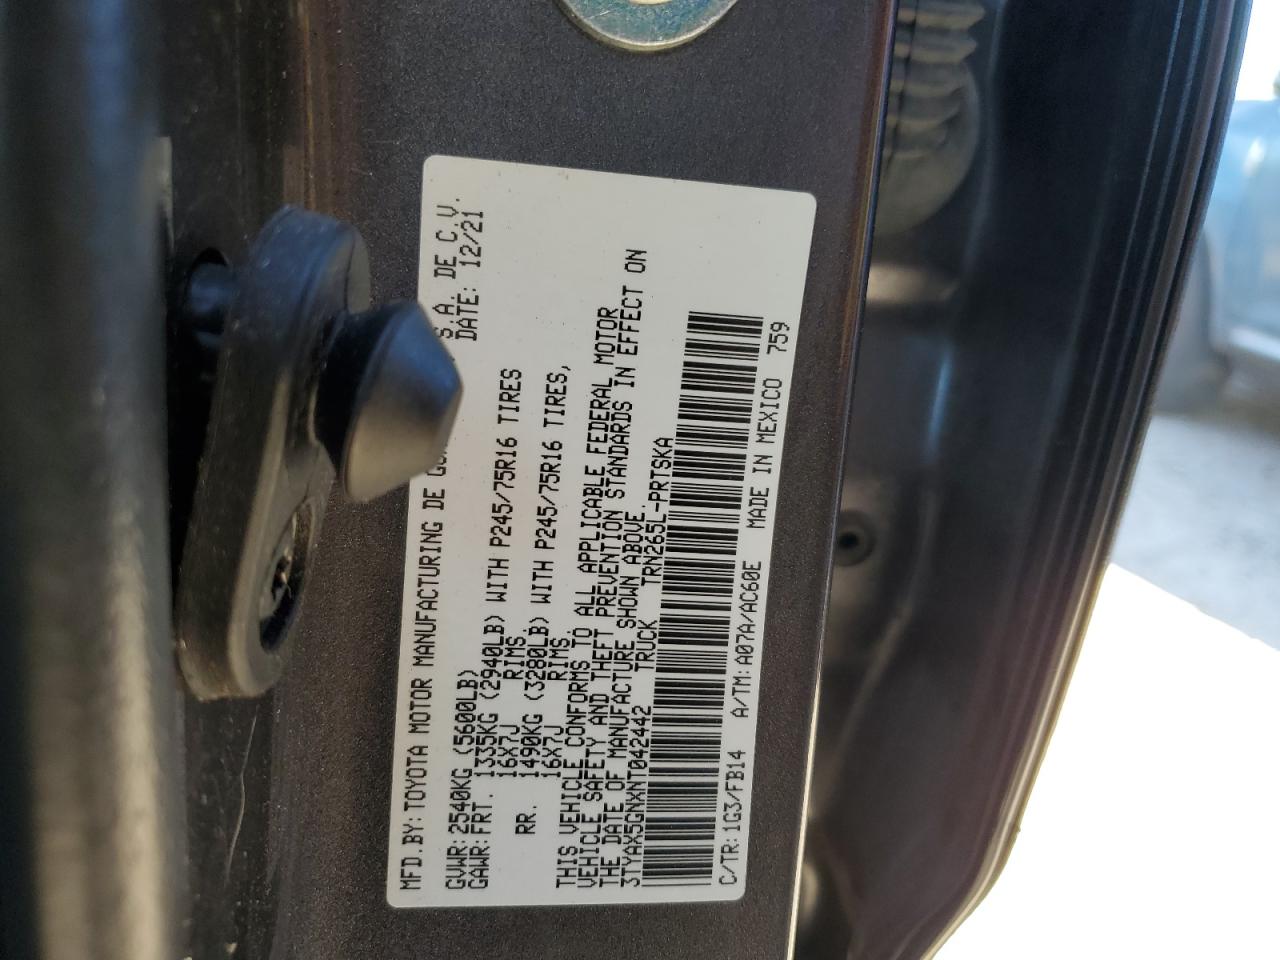 MFD.BY:TOYOTA MOTOR MANUFACTURING DE S.A. DE C.V.
DATE: 12/21
GVWR:2540KG (5600LB)
GAWR:FRT. 1335KG (2940LB) WITH P245/75R16 TIRES
16X7J RIMS,
RR. 1490KG (3280LB) WITH P245/75R16 TIRES,
16X7J RIMS.
THIS VEHICLE CONFORMS TO ALL APPLICABLE FEDERAL MOTOR
VEHICLE SAFETY AND THEFT PREVENTION STANDARDS IN EFFECT ON
THE DATE OF MANUFACTURE SHOWN ABOVE.
3TYAX5GNXNT042442 TRUCK TRN265L-PRTSKA
C/TR:1G3/FB14 A/TM:A07A/AC60E MADE IN MEXICO 759